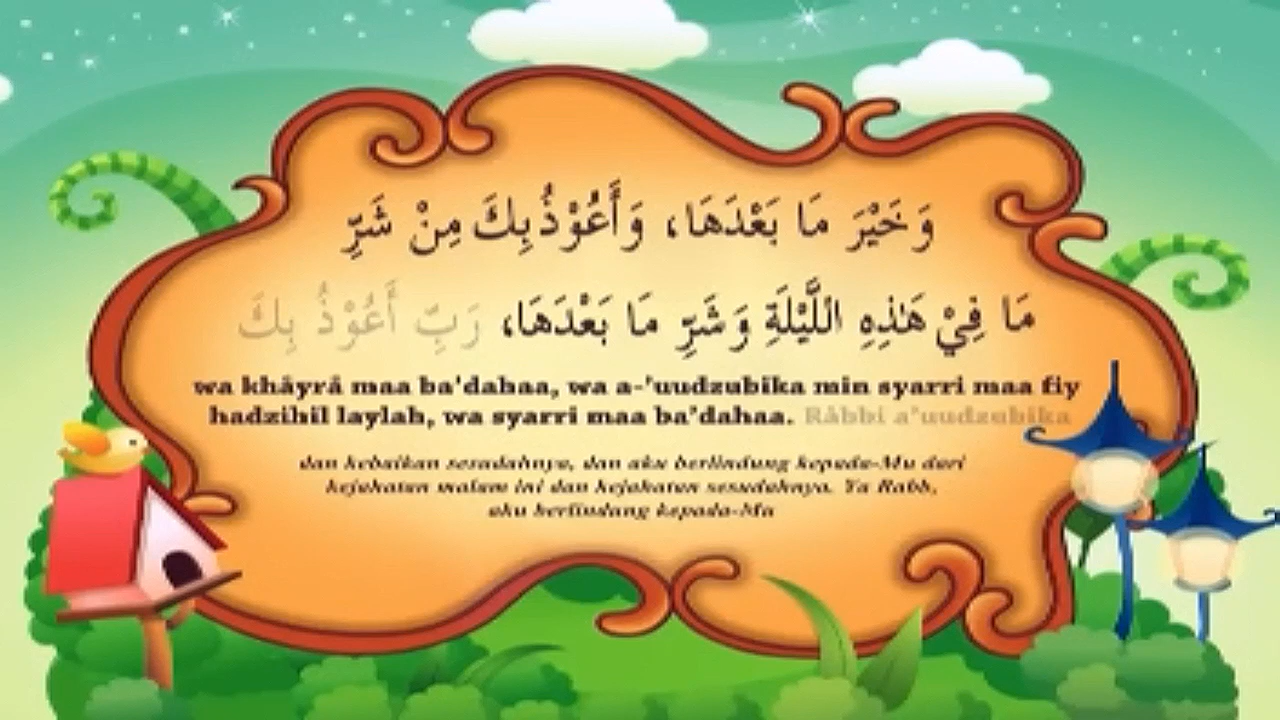 وَخَيْرَ مَا بَعْدَهَا، وَأَعُوْذُ بِكَ مِنْ شَرِّ
مَا فِيْ هَذِهِ اللَّيْلَةِ وَشَرِّ مَا بَعْدَهَا، رَبِّ أَعُوْذُ بِكَ
wa khåyrå maa ba'dahaa, wa a-'uudzubika min syarri maa fiy
hadzihil laylah, wa syarri maa ba'dahaa. Råbbi a'uudzubika
dan kebaikan sesudahnya, dan aku berlindung kepada-Mu dari
kejahatan malam ini dan kejahatan sesudahnya. Ya Rabb,
aku berlindung kepada-Mu